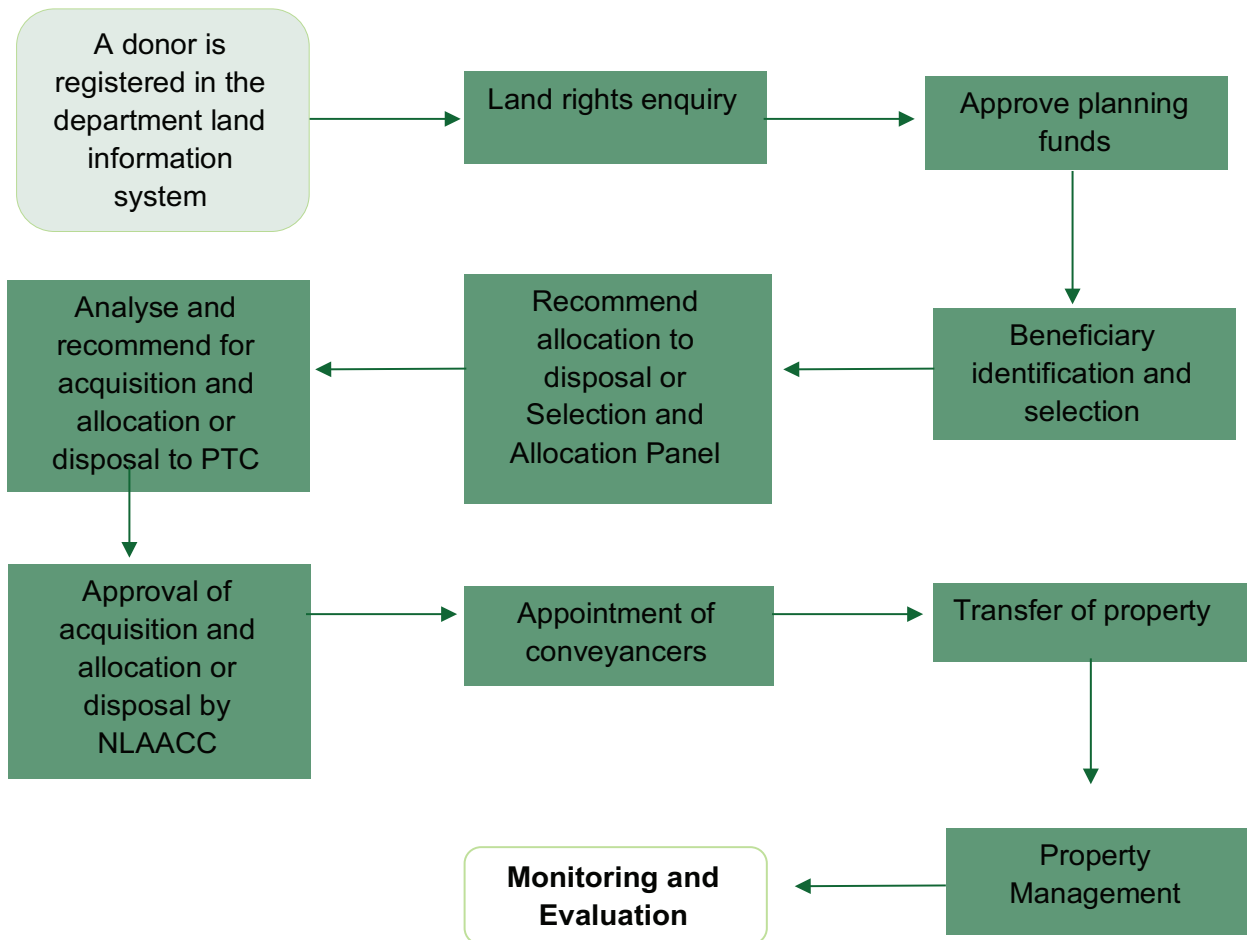 A donor is
registered in the
department land
information
system
Land rights enquiry
Approve planning
funds
Beneficiary
identification and
selection
Recommend
allocation to
disposal or
Selection and
Allocation Panel
Analyse and
recommend for
acquisition and
allocation or
disposal to PTC
Approval of
acquisition and
allocation or
disposal by
NLAACC
Appointment of
conveyancers
Transfer of property
Property
Management
Monitoring and
Evaluation